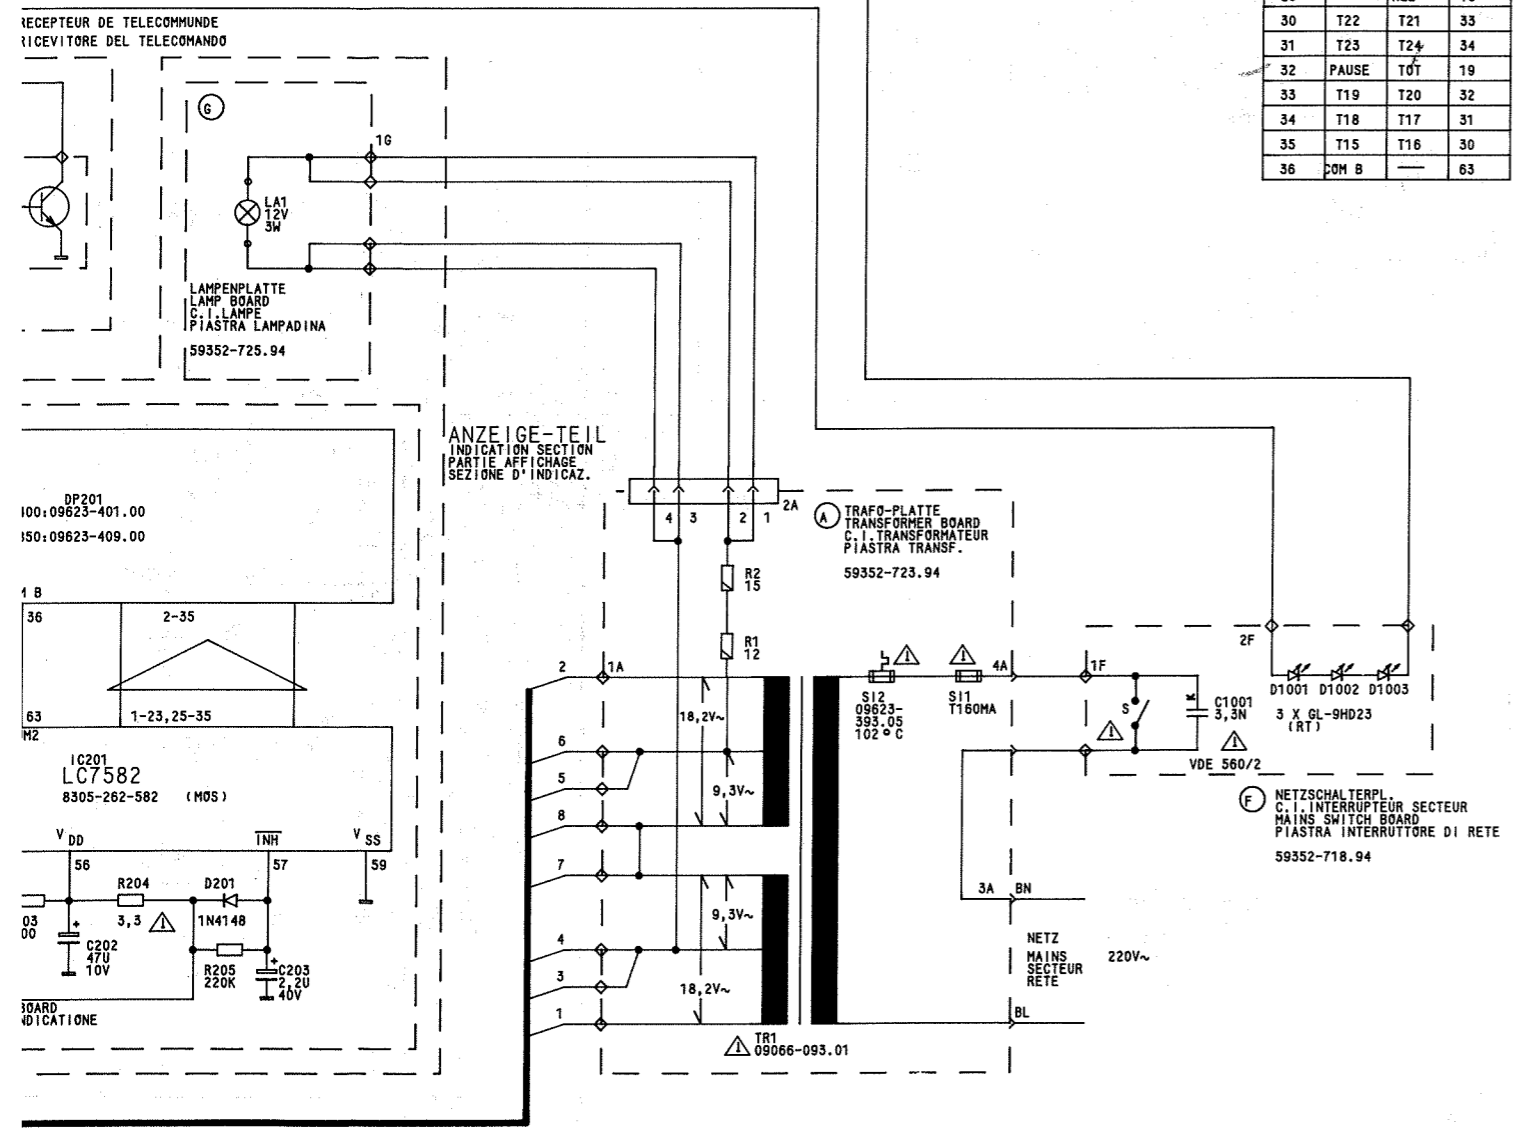 RECEPTEUR DE TELECOMMUNDE
RICEVITORE DEL TELECOMANDO
30 T22 T21 33
31 T23 T24 34
32 PAUSE TOT 19
33 T19 T20 32
34 T18 T17 31
35 T15 T16 30
36 COM B — 63
G
1G
LA1
12V
3W
LAMPENPLATTE
LAMP BOARD
C.I.LAMPE
PIASTRA LAMPADINA
59352-725.94
ANZEIGE-TEIL
INDICATION SECTION
PARTIE AFFICHAGE
SEZIONE D'INDICAZ.
DP201
:09623-401.00
:09623-409.00
B
36
2-35
63
1-23,25-35
M2
IC201
LC7582
8305-262-582 (MOS)
VDD
INH
VSS
56
57
59
R204
3,3
D201
1N4148
03
00
C202
47U
10V
R205
220K
C203
2,2U
40V
BOARD
2A
4 3 2 1
A
TRAFO-PLATTE
TRANSFORMER BOARD
C.I.TRANSFORMATEUR
PIASTRA TRANSF.
59352-723.94
R2
15
R1
12
2
1A
18,2V~
6
5
9,3V~
8
7
9,3V~
4
3
18,2V~
1
TR1
09066-093.01
SI2
09623-
393.05
102°C
SI1
T160MA
4A
1F
S
C1001
3,3N
VDE 560/2
2F
D1001 D1002 D1003
3 X GL-9HD23
(RT)
F
NETZSCHALTERPL.
C.I.INTERRUPTEUR SECTEUR
MAINS SWITCH BOARD
PIASTRA INTERRUTTORE DI RETE
59352-718.94
3A
BN
NETZ
MAINS
SECTEUR
RETE
220V~
BL